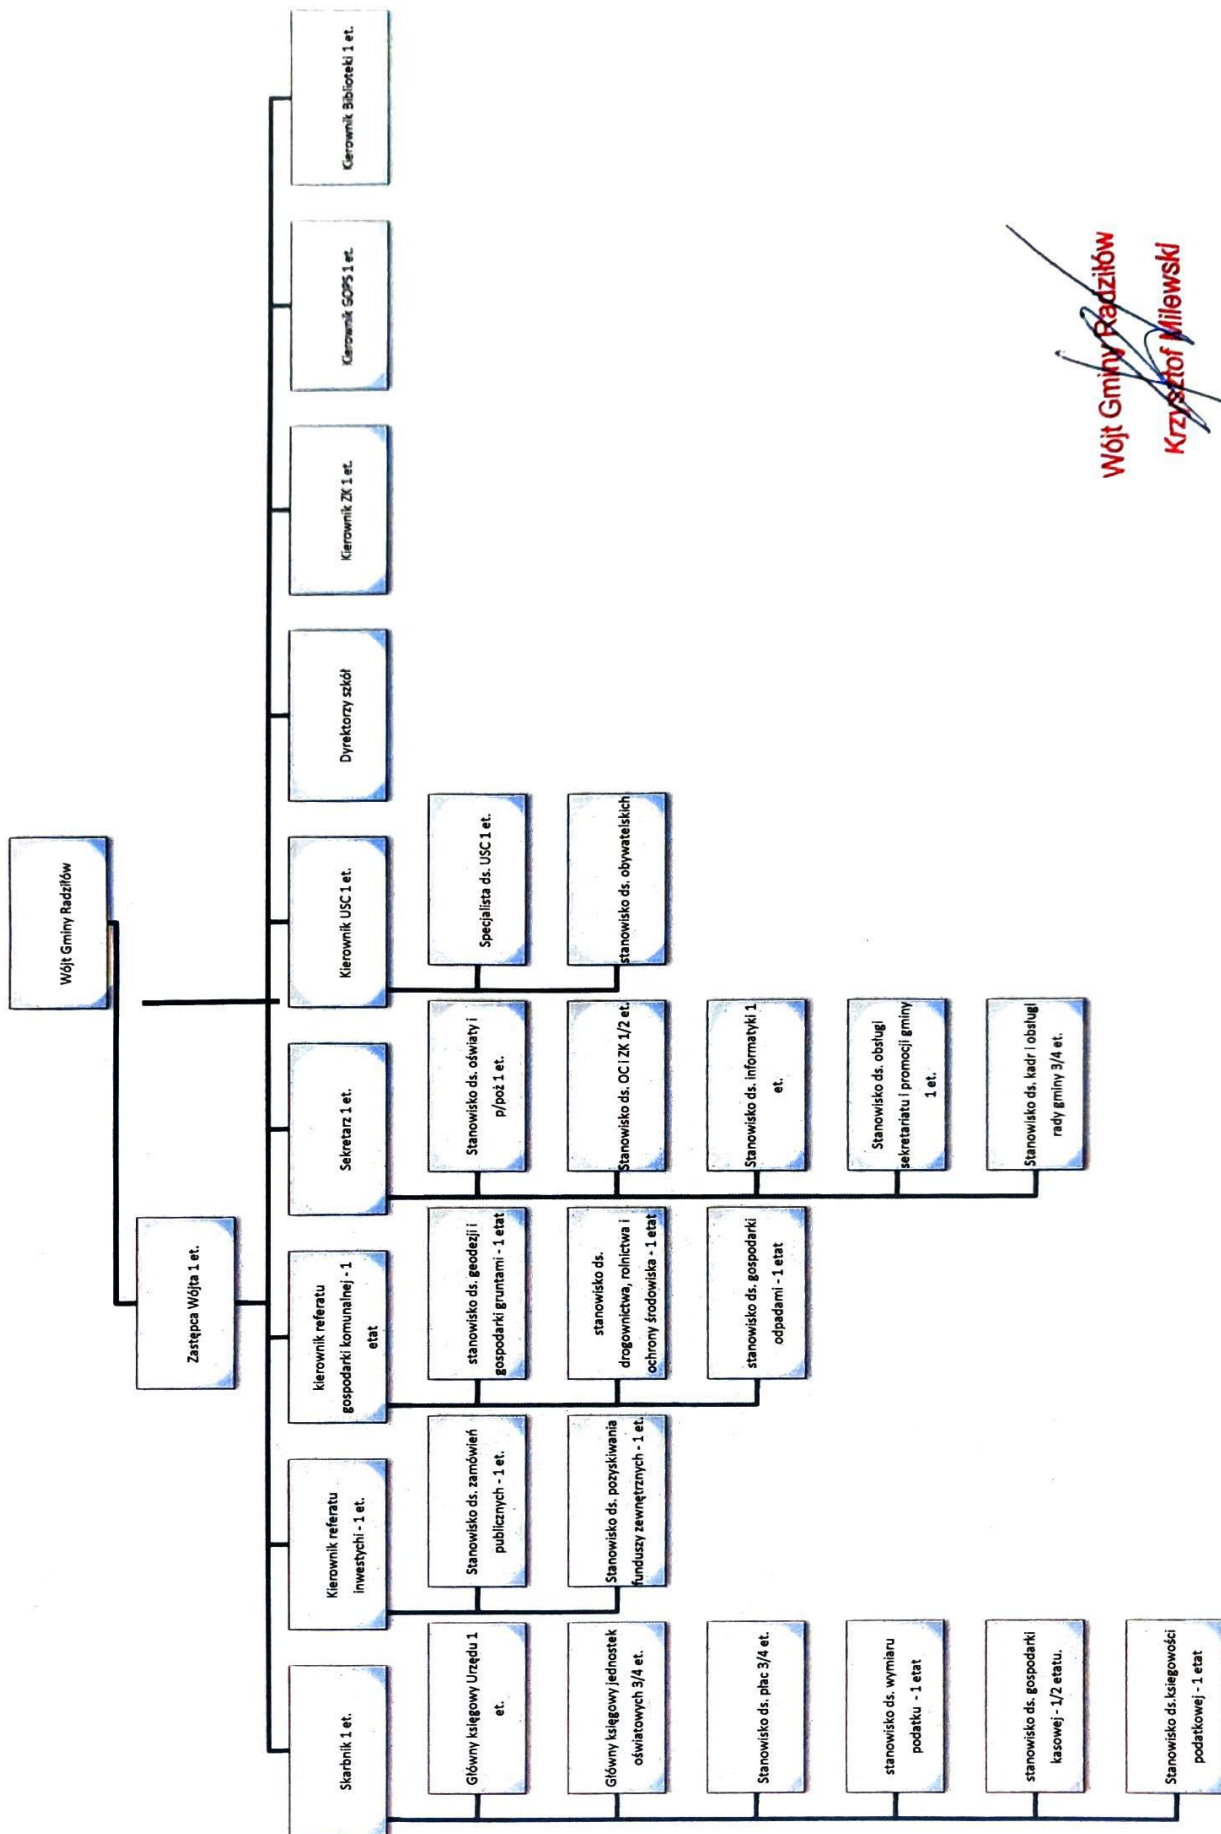 Wójt Gminy Radziłów
Zastępca Wójta 1 et.
Skarbnik 1 et.
Główny księgowy Urzędu 1
et.
Główny księgowy jednostek
oświatowych 3/4 et.
Stanowisko ds. płac 3/4 et.
stanowisko ds. wymiaru
podatku - 1 etat
stanowisko ds. gospodarki
kasowej - 1/2 etatu.
Stanowisko ds.ksiegowości
podatkowej - 1 etat
Kierownik referatu
inwestychi - 1 et.
Stanowisko ds. zamówień
publicznych - 1 et.
Stanowisko ds. pozyskiwania
funduszy zewnętrznych - 1 et.
kierownik referatu
gospodarki komunalnej - 1
etat
stanowisko ds. geodezji i
gospodarki gruntami - 1 etat
stanowisko ds.
drogownictwa, rolnictwa i
ochrony środowiska - 1 etat
stanowisko ds. gospodarki
odpadami - 1 etat
Sekretarz 1 et.
Stanowisko ds. oświaty i
p/poż 1 et.
Stanowisko ds. OC i ZK 1/2 et.
Stanowisko ds. informatyki 1
et.
Stanowisko ds. obsługi
sekretariatu i promocji gminy
1 et.
Stanowisko ds. kadr i obsługi
rady gminy 3/4 et.
Kierownik USC 1 et.
Specjalista ds. USC 1 et.
stanowisko ds. obywatelskich
Dyrektorzy szkół
Kierownik ZK 1 et.
Kierownik GOPS 1 et.
Kierownik Biblioteki 1 et.
Wójt Gminy Radziłów
Krzysztof Milewski